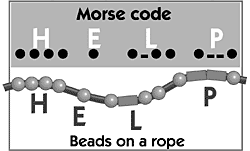 Morse code
H E L P
H E L P
Beads on a rope